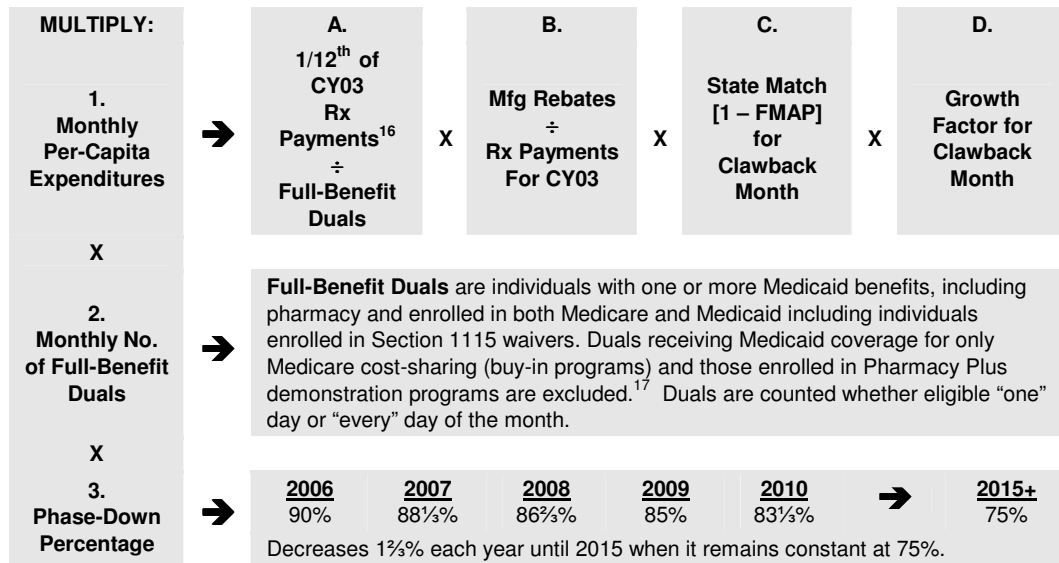 MULTIPLY:
A.
B.
C.
D.
1.
Monthly
Per-Capita
Expenditures
➔
1/12th of
CY03
Rx
Payments16
÷
Full-Benefit
Duals
X
Mfg Rebates
÷
Rx Payments
For CY03
X
State Match
[1 – FMAP]
for
Clawback
Month
X
Growth
Factor for
Clawback
Month
X
2.
Monthly No.
of Full-Benefit
Duals
➔
Full-Benefit Duals are individuals with one or more Medicaid benefits, including
pharmacy and enrolled in both Medicare and Medicaid including individuals
enrolled in Section 1115 waivers. Duals receiving Medicaid coverage for only
Medicare cost-sharing (buy-in programs) and those enrolled in Pharmacy Plus
demonstration programs are excluded.17 Duals are counted whether eligible “one”
day or “every” day of the month.
X
3.
Phase-Down
Percentage
➔
2006 2007 2008 2009 2010 ➔ 2015+
90% 88⅓% 86⅔% 85% 83⅓% 75%
Decreases 1⅔% each year until 2015 when it remains constant at 75%.